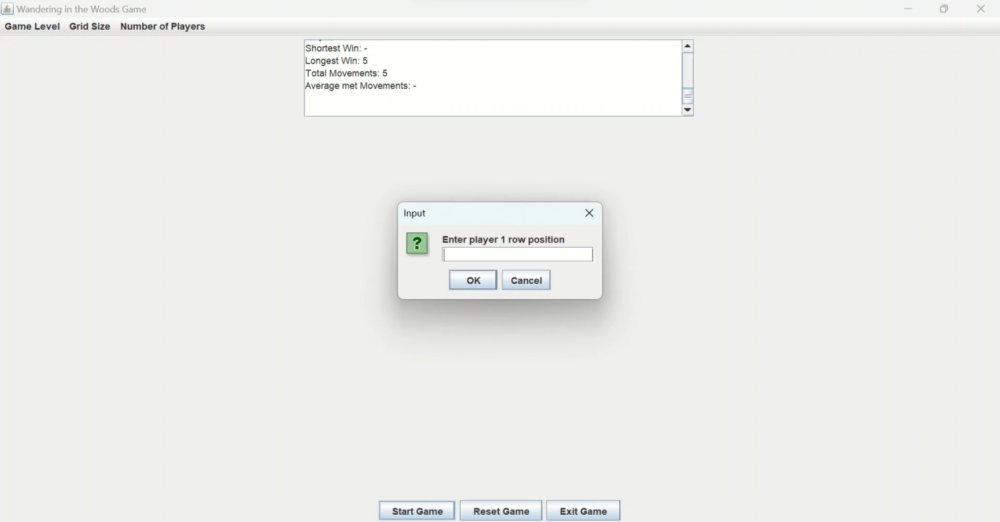 Wandering in the Woods Game
Game Level Grid Size Number of Players
Shortest Win: -
Longest Win: 5
Total Movements: 5
Average met Movements: -
Input
?
Enter player 1 row position
OK Cancel
Start Game Reset Game Exit Game